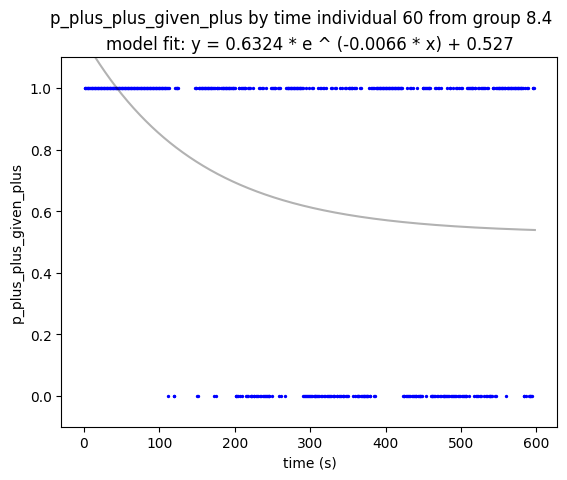 p_plus_plus_given_plus by time individual 60 from group 8.4
model fit: y = 0.6324 * e ^ (-0.0066 * x) + 0.527
1.0
0.8
0.6
0.4
0.2
0.0
p_plus_plus_given_plus
0 100 200 300 400 500 600
time (s)